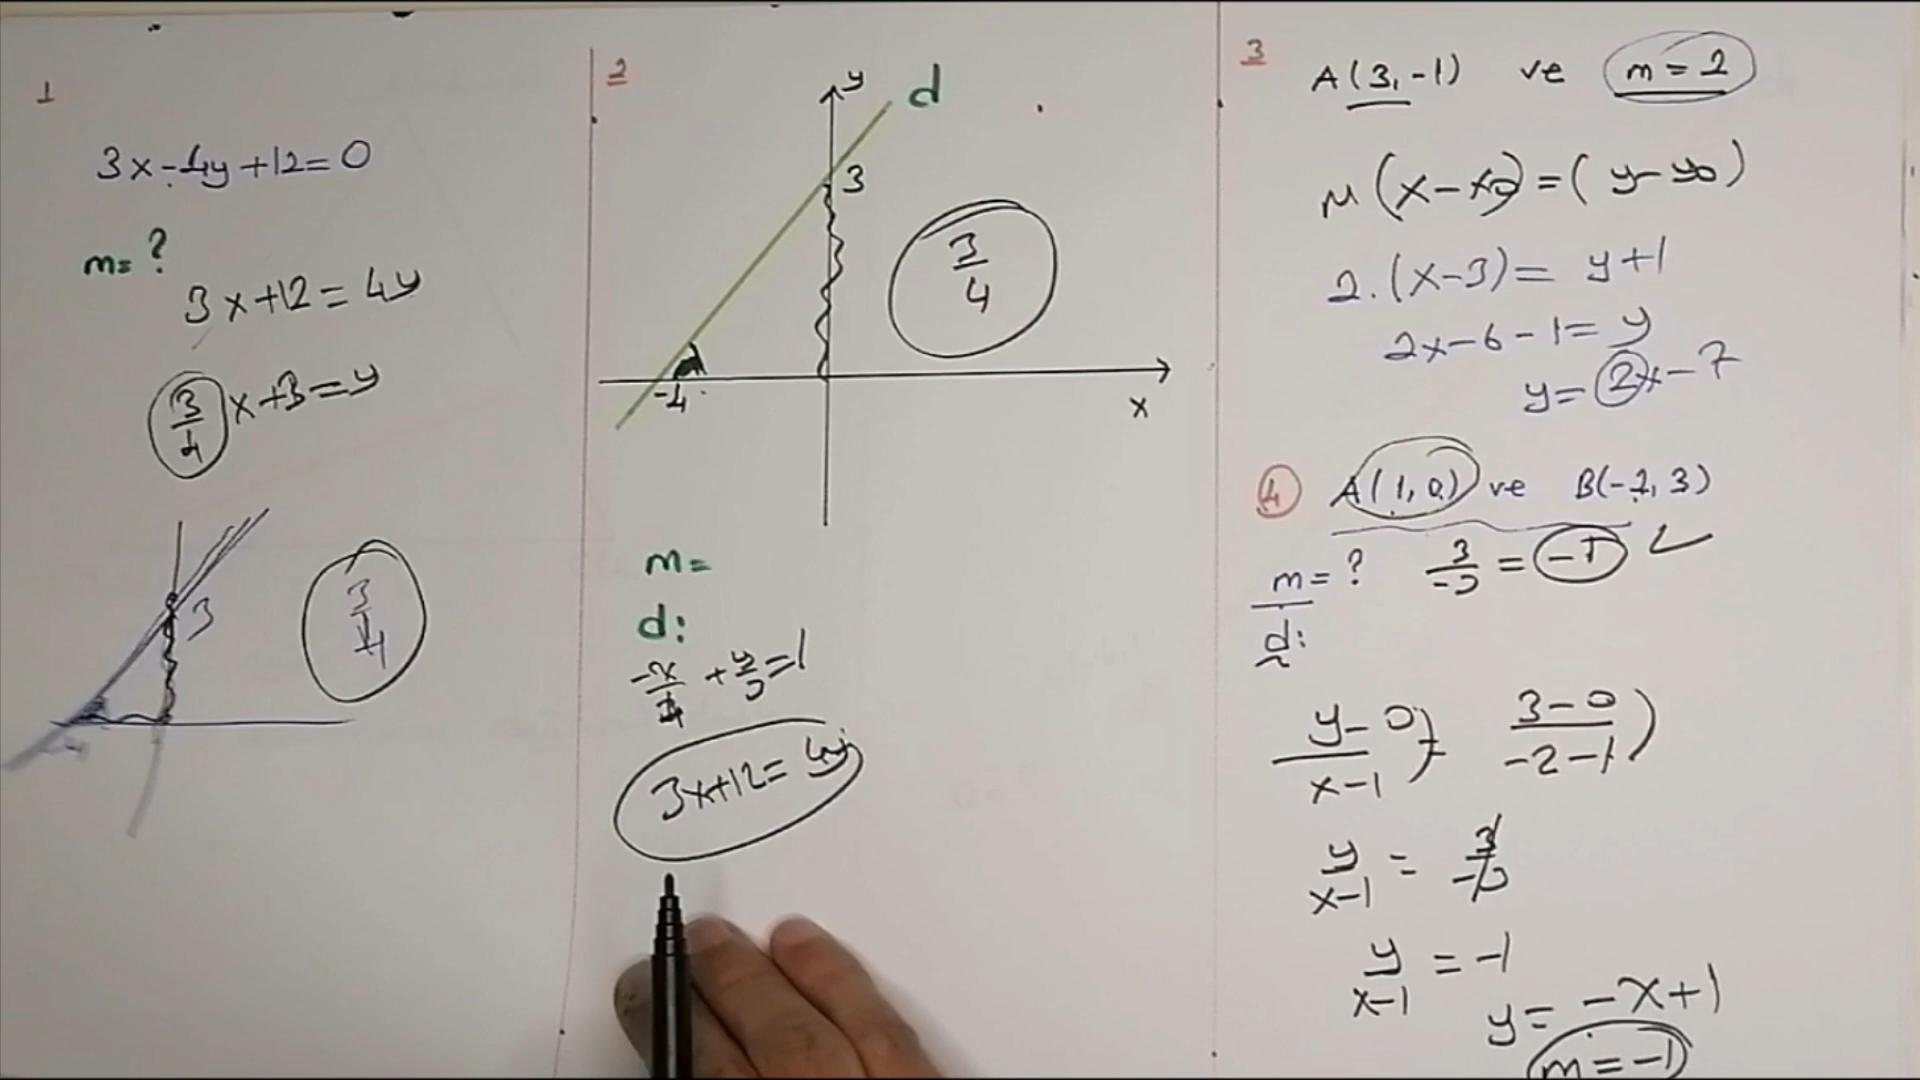 1
3x-4y+12=0
m=?
3x+12=4y
3/4 x+3=y
3
3/4
2
y
d
3
3/4
-4
x
m=
d:
-x/4 + y/3 = 1
3x+12=4y
3
A(3,-1) ve m=2
m(x-x0)=(y-y0)
2.(x-3)=y+1
2x-6-1=y
y=2x-7
4
A(1,0) ve B(-2,3)
m=? 3/-3 = -1
d:
y-0/x-1 = 3-0/-2-1
y/x-1 = 3/-3
y/x-1 = -1
y=-x+1
m=-1